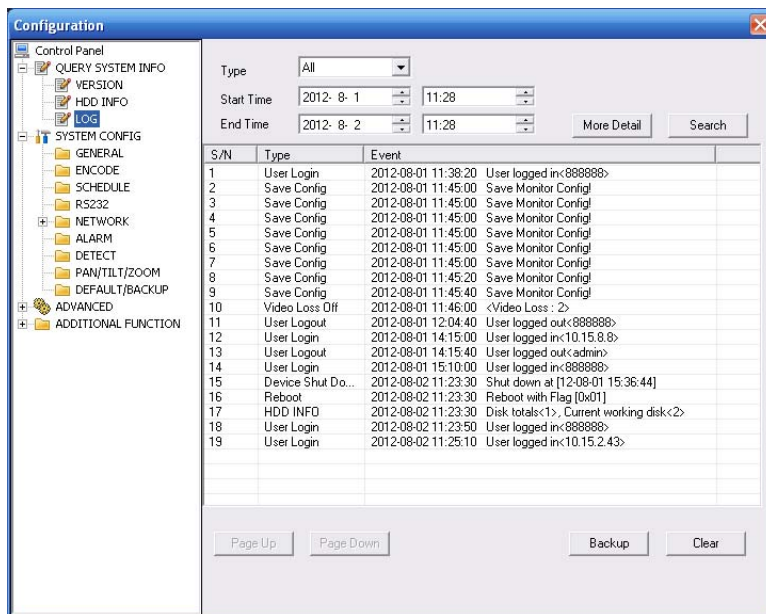 Configuration
Control Panel
QUERY SYSTEM INFO
VERSION
HDD INFO
LOG
SYSTEM CONFIG
GENERAL
ENCODE
SCHEDULE
RS232
NETWORK
ALARM
DETECT
PAN/TILT/ZOOM
DEFAULT/BACKUP
ADVANCED
ADDITIONAL FUNCTION
Type All
Start Time 2012- 8- 1 11:28
End Time 2012- 8- 2 11:28 More Detail Search
S/N Type Event
1 User Login 2012-08-01 11:38:20 User logged in<888888>
2 Save Config 2012-08-01 11:45:00 Save Monitor Config!
3 Save Config 2012-08-01 11:45:00 Save Monitor Config!
4 Save Config 2012-08-01 11:45:00 Save Monitor Config!
5 Save Config 2012-08-01 11:45:00 Save Monitor Config!
6 Save Config 2012-08-01 11:45:00 Save Monitor Config!
7 Save Config 2012-08-01 11:45:00 Save Monitor Config!
8 Save Config 2012-08-01 11:45:20 Save Monitor Config!
9 Save Config 2012-08-01 11:45:40 Save Monitor Config!
10 Video Loss Off 2012-08-01 11:46:00 <Video Loss : 2>
11 User Logout 2012-08-01 12:04:40 User logged out<888888>
12 User Login 2012-08-01 14:15:00 User logged in<10.15.8.8>
13 User Logout 2012-08-01 14:15:40 User logged out<admin>
14 User Login 2012-08-01 15:10:00 User logged in<888888>
15 Device Shut Do... 2012-08-02 11:23:30 Shut down at [12-08-01 15:36:44]
16 Reboot 2012-08-02 11:23:30 Reboot with Flag [0x01]
17 HDD INFO 2012-08-02 11:23:30 Disk totals<1>, Current working disk<2>
18 User Login 2012-08-02 11:23:50 User logged in<888888>
19 User Login 2012-08-02 11:25:10 User logged in<10.15.2.43>
Page Up Page Down Backup Clear